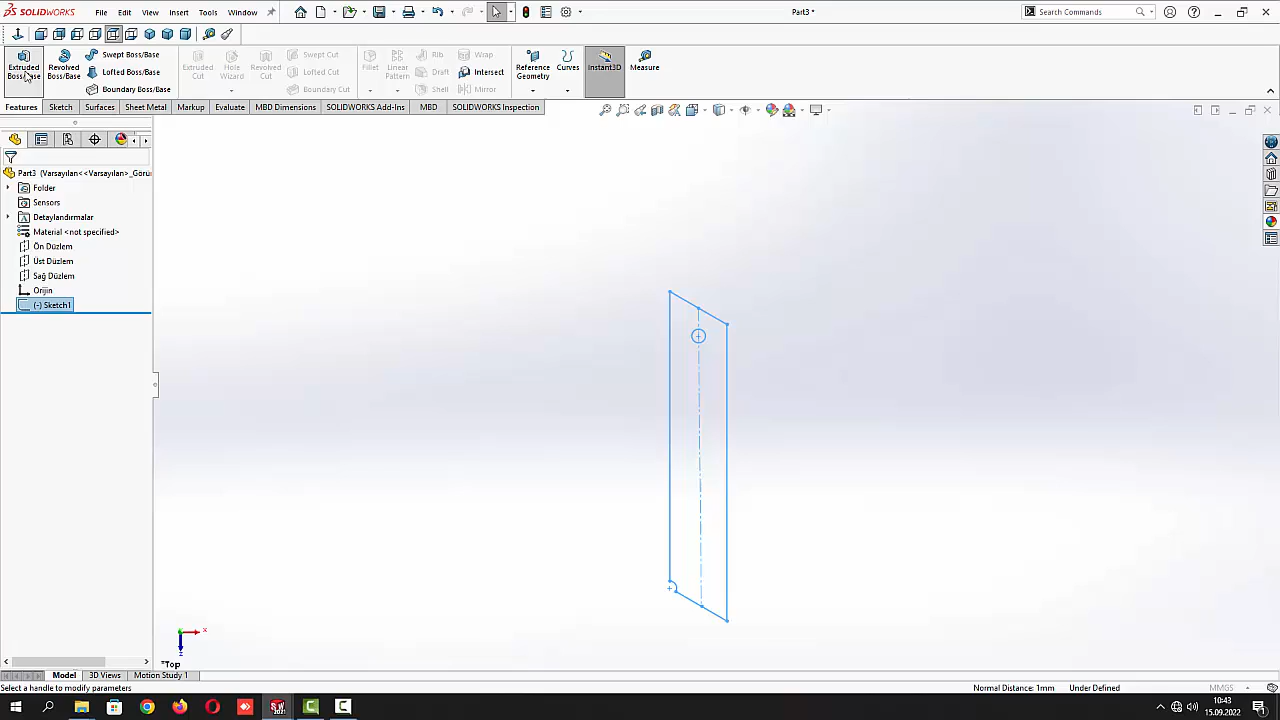 SOLIDWORKS File Edit View Insert Tools Window Part3 * Search Commands
Extruded Boss/Base
Revolved Boss/Base
Swept Boss/Base
Lofted Boss/Base
Boundary Boss/Base
Extruded Cut
Hole Wizard
Revolved Cut
Swept Cut
Lofted Cut
Boundary Cut
Fillet
Linear Pattern
Rib
Draft
Shell
Wrap
Intersect
Mirror
Reference Geometry
Curves
Instant3D
Measure
Features Sketch Surfaces Sheet Metal Markup Evaluate MBD Dimensions SOLIDWORKS Add-Ins MBD SOLIDWORKS Inspection
Part3 (Varsayılan<<Varsayılan>_Görün
Folder
Sensors
Detaylandırmalar
Material <not specified>
Ön Düzlem
Üst Düzlem
Sağ Düzlem
Orijin
(-) Sketch1
x
z
*Top
Model 3D Views Motion Study 1
Select a handle to modify parameters Normal Distance: 1mm Under Defined MMGS
10:43
15.09.2022